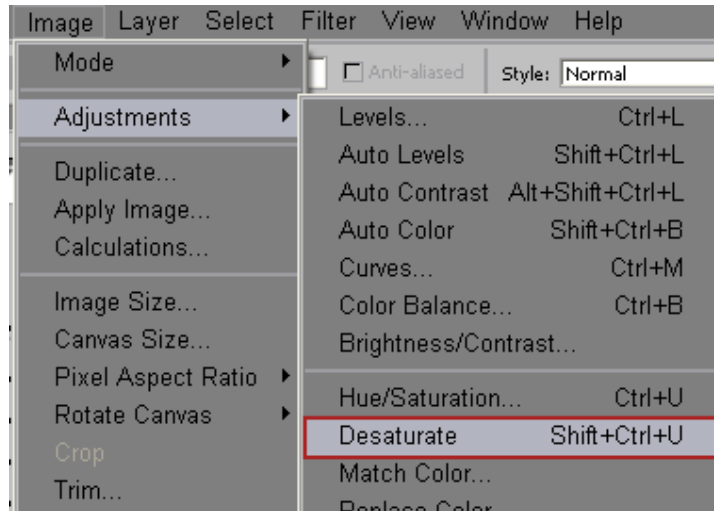 Image Layer Select Filter View Window Help
Anti-aliased Style: Normal
Mode
Adjustments
Duplicate...
Apply Image...
Calculations...
Image Size...
Canvas Size...
Pixel Aspect Ratio
Rotate Canvas
Crop
Trim...
Levels... Ctrl+L
Auto Levels Shift+Ctrl+L
Auto Contrast Alt+Shift+Ctrl+L
Auto Color Shift+Ctrl+B
Curves... Ctrl+M
Color Balance... Ctrl+B
Brightness/Contrast...
Hue/Saturation... Ctrl+U
Desaturate Shift+Ctrl+U
Match Color...
Replace Color...